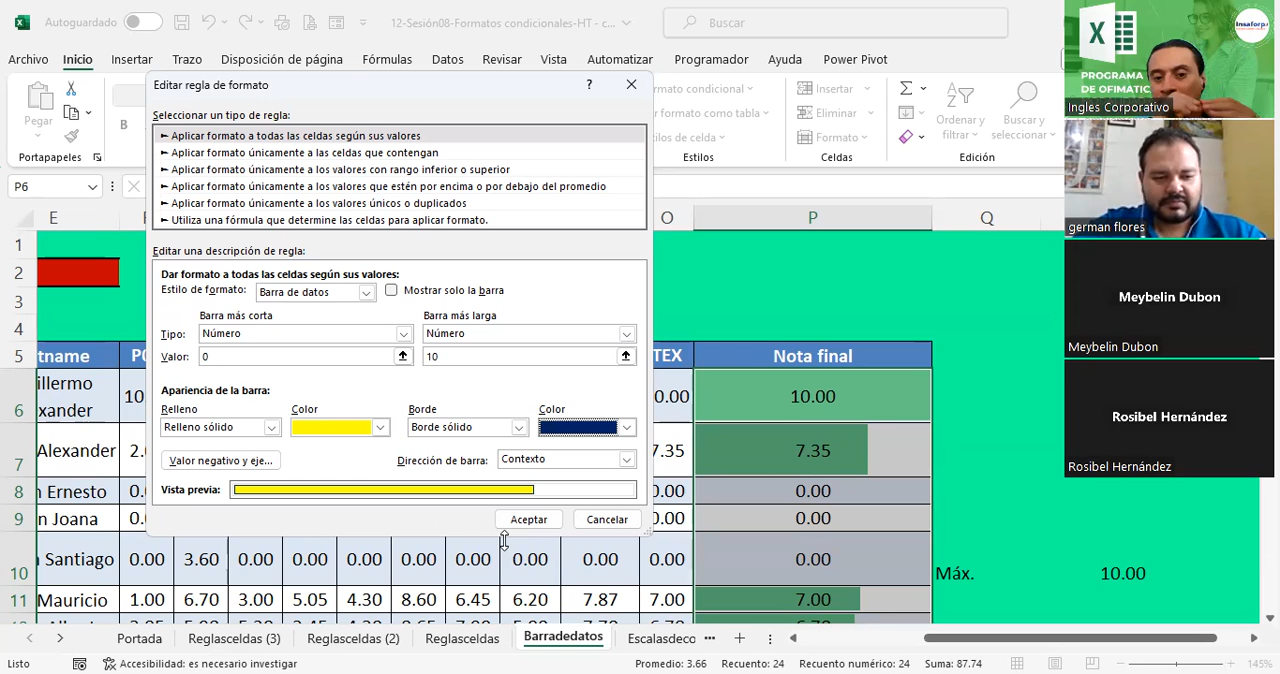 Autoguardado
12-Sesión08-Formatos condicionales-HT - c...
Buscar
Archivo Inicio Insertar Trazo Disposición de página Fórmulas Datos Revisar Vista Automatizar Programador Ayuda Power Pivot
Pegar
Portapapeles
Editar regla de formato
?
Seleccionar un tipo de regla:
► Aplicar formato a todas las celdas según sus valores
► Aplicar formato únicamente a las celdas que contengan
► Aplicar formato únicamente a los valores con rango inferior o superior
► Aplicar formato únicamente a los valores que estén por encima o por debajo del promedio
► Aplicar formato únicamente a los valores únicos o duplicados
► Utiliza una fórmula que determine las celdas para aplicar formato.
Editar una descripción de regla:
Dar formato a todas las celdas según sus valores:
Estilo de formato: Barra de datos Mostrar solo la barra
Barra más corta Barra más larga
Tipo: Número Número
Valor: 0 10
Apariencia de la barra:
Relleno Color Borde Color
Relleno sólido Borde sólido
Valor negativo y eje... Dirección de barra: Contexto
Vista previa:
Aceptar Cancelar
N
condicional
como tabla
los de celda
Estilos
Insertar
Eliminar
Formato
Celdas
Ordenar y filtrar
Buscar y seleccionar
Edición
P6
E O P Q
1
2
3
4
5 tname P( TEX Nota final
6 illermo xander 10 0.00 10.00
7 Alexander 2. 7.35 7.35
8 n Ernesto 0. 0.00 0.00
9 n Joana 0. 0.00 0.00
10 Santiago 0.00 3.60 0.00 0.00 0.00 0.00 0.00 0.00 0.00 0.00 0.00 Máx. 10.00
11 Mauricio 1.00 6.70 3.00 5.05 4.30 8.60 6.45 6.20 7.87 7.00 7.00
Portada Reglasceldas (3) Reglasceldas (2) Reglasceldas Barradedatos Escalasdeco ...
Listo
Accesibilidad: es necesario investigar
Promedio: 3.66 Recuento: 24 Recuento numérico: 24 Suma: 87.74
145%
X
Insaforp
PROGRAMA
DE OFIMATIC
Ingles Corporativo
german flores
Meybelin Dubon
Meybelin Dubon
Rosibel Hernández
Rosibel Hernández